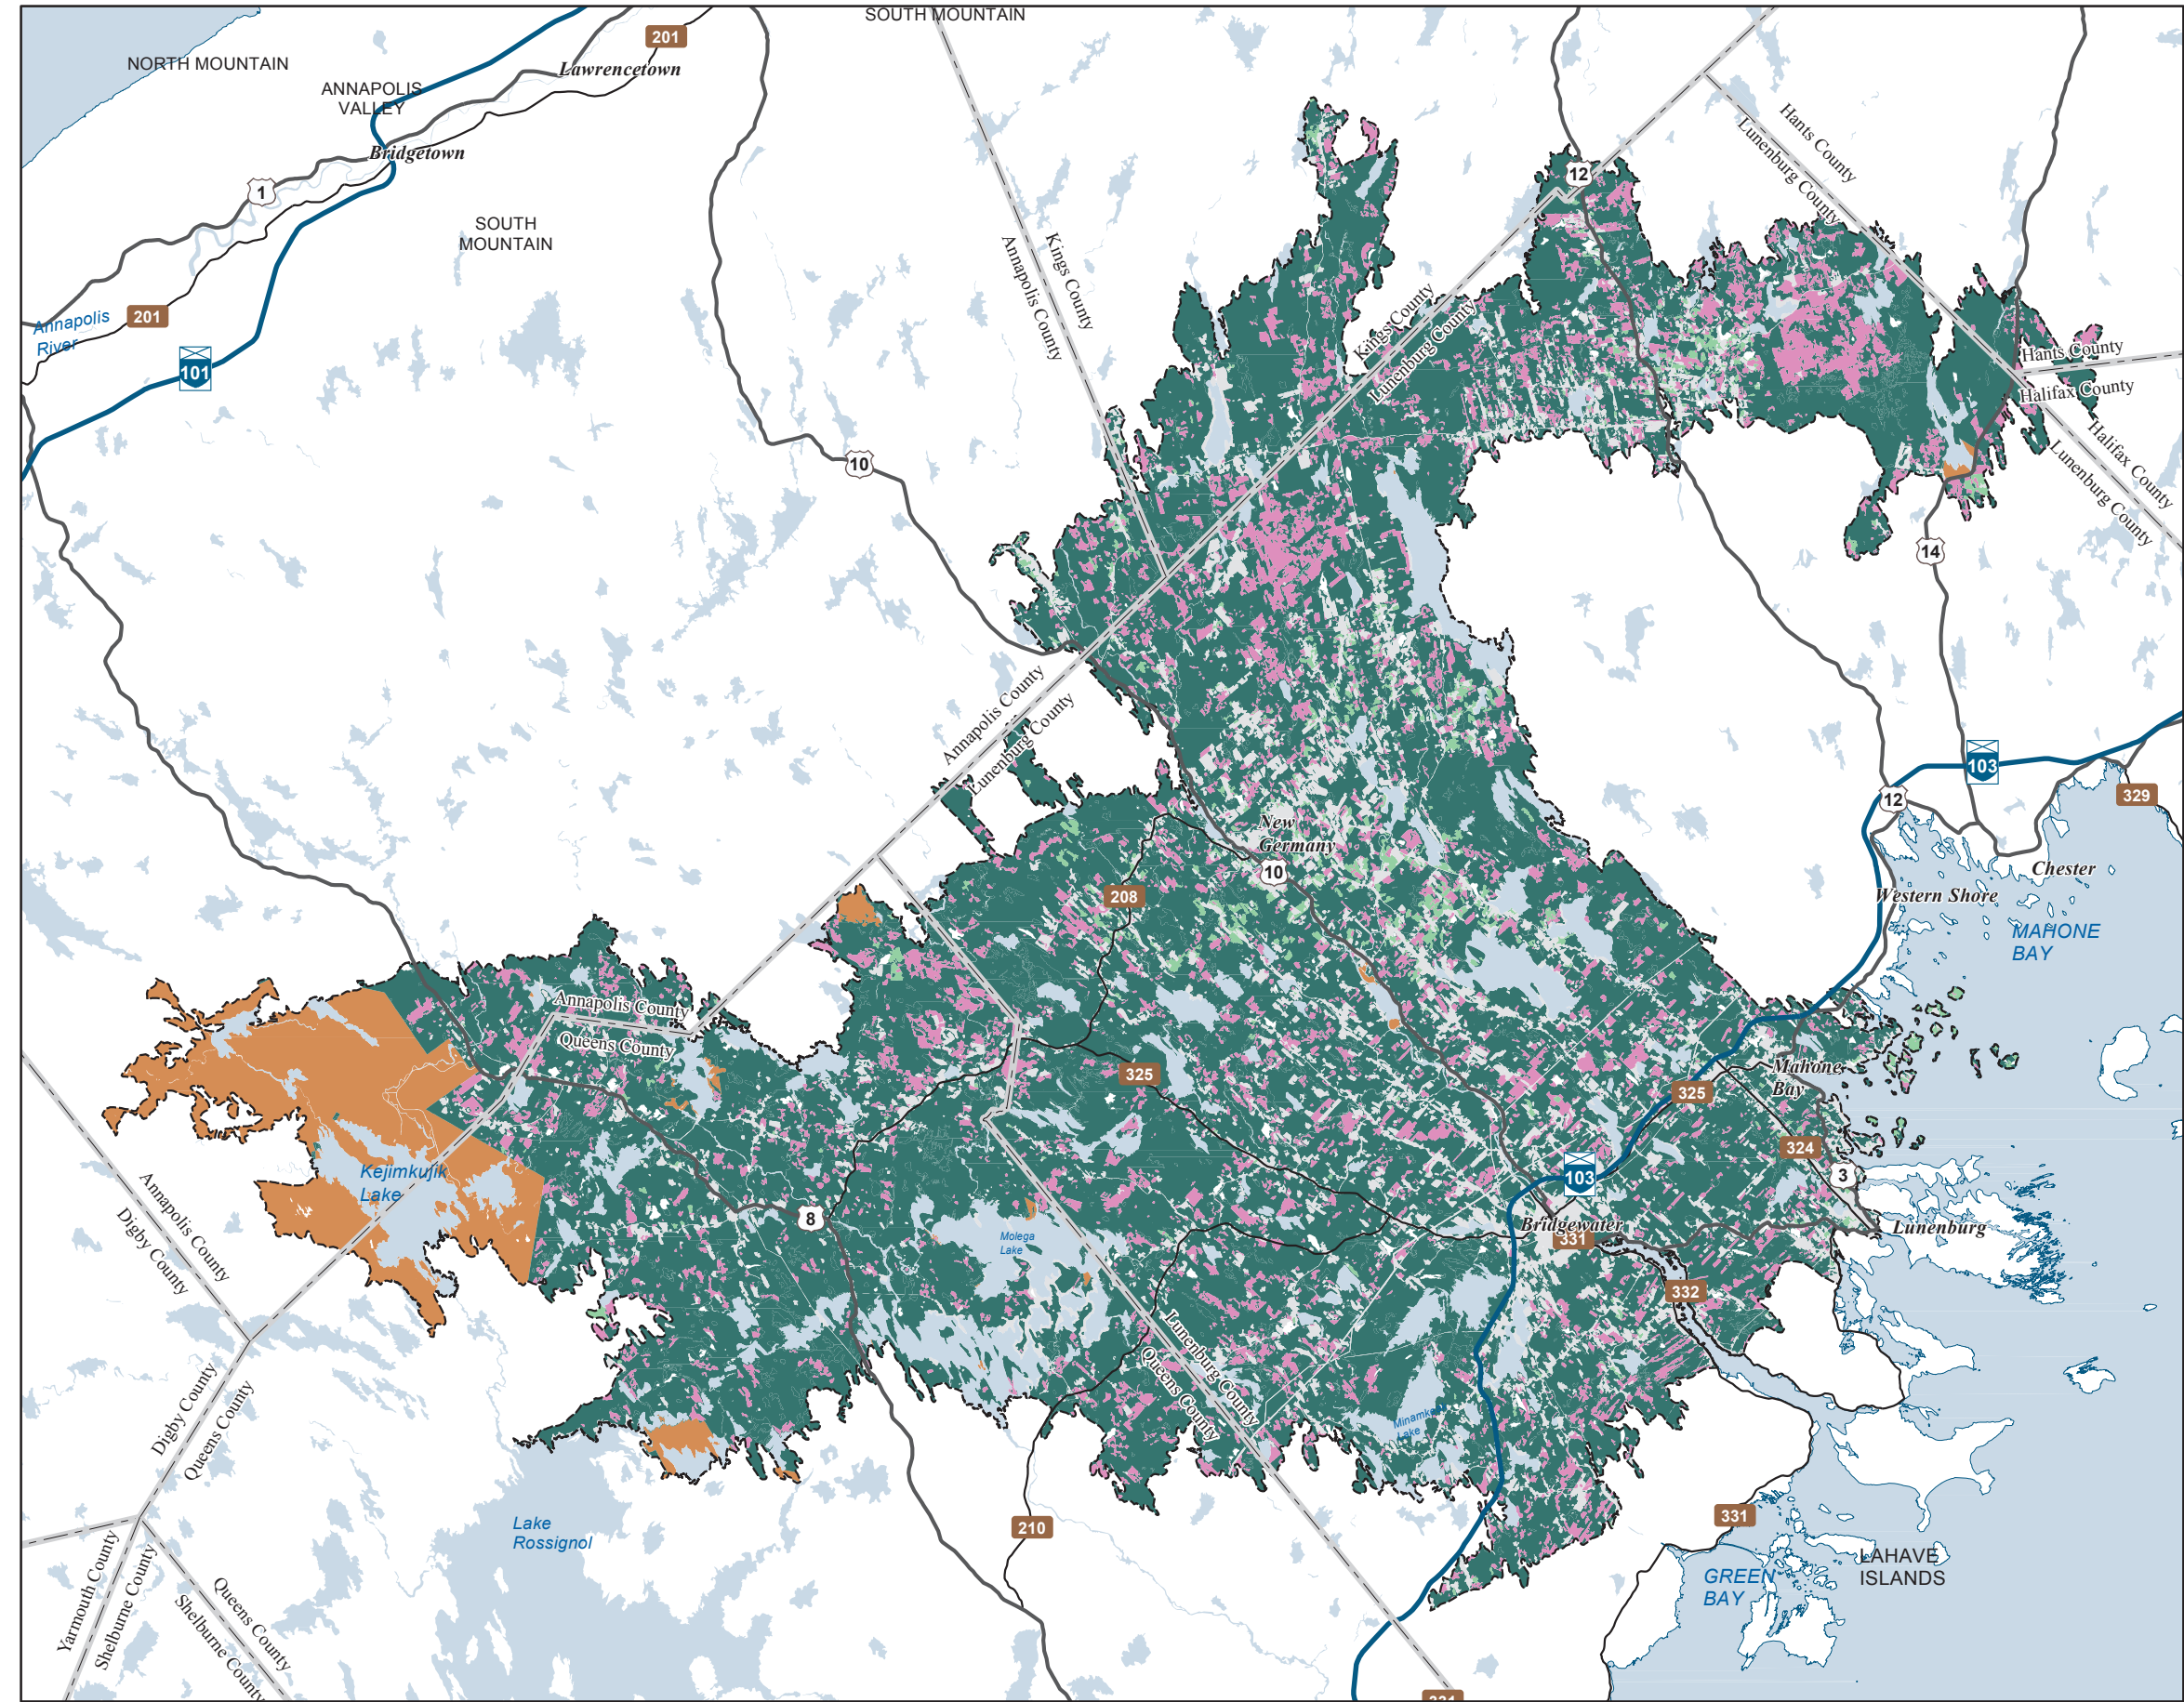 SOUTH MOUNTAIN
201
NORTH MOUNTAIN
Lawrencetown
ANNAPOLIS
VALLEY
Bridgetown
1
SOUTH
MOUNTAIN
Annapolis
River
201
101
Kings County
Annapolis County
12
Hants County
Lunenburg County
Kings County
Lunenburg County
Hants County
Halifax County
Halifax County
Lunenburg County
10
14
Annapolis County
Lunenburg County
103
12
329
New
Germany
10
208
Chester
Western Shore
MAHONE
BAY
Annapolis County
Queens County
325
325
Mahone
Bay
324
3
Kejimkujik
Lake
103
Annapolis County
Digby County
8
Molega
Lake
Bridgewater
331
Lunenburg
332
Lunenburg County
Queens County
Digby County
Queens County
Lake
Lake
Rossignol
210
331
LAHAVE
ISLANDS
GREEN
BAY
Yarmouth County
Shelburne County
Queens County
Shelburne County